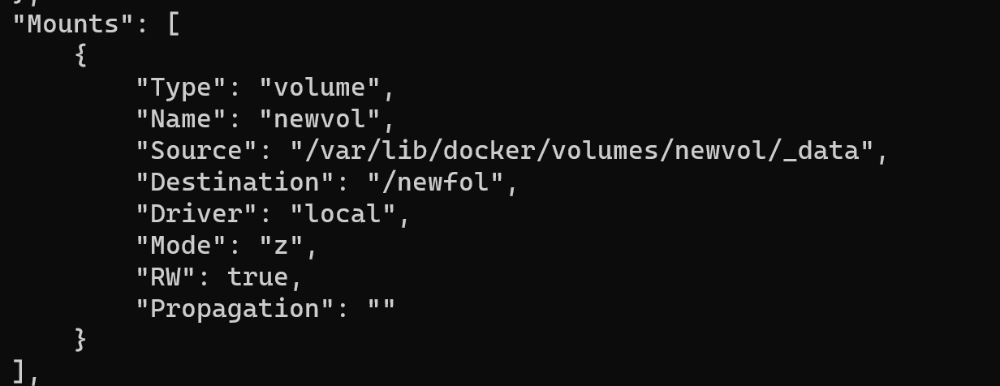 },
"Mounts": [
{
"Type": "volume",
"Name": "newvol",
"Source": "/var/lib/docker/volumes/newvol/_data",
"Destination": "/newfol",
"Driver": "local",
"Mode": "z",
"RW": true,
"Propagation": ""
}
],